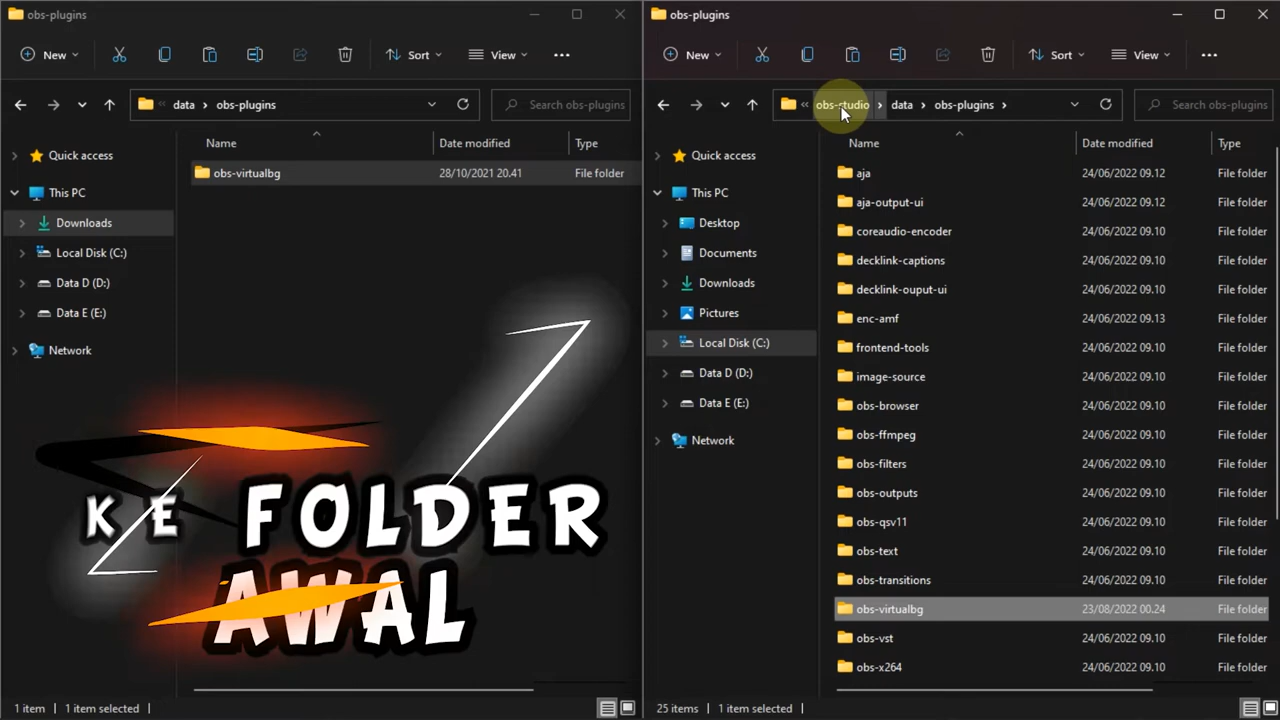 obs-plugins
New
Sort
View
data
obs-plugins
Search obs-plugins
Name
Date modified
Type
Quick access
This PC
Downloads
Local Disk (C:)
Data D (D:)
Data E (E:)
Network
obs-virtualbg 28/10/2021 20.41 File folder
KE FOLDER
AWAL
1 item
1 item selected
obs-plugins
New
Sort
View
« obs-studio
data
obs-plugins
Search obs-plugins
Name
Date modified
Type
Quick access
This PC
Desktop
Documents
Downloads
Pictures
Local Disk (C:)
Data D (D:)
Data E (E:)
Network
aja 24/06/2022 09.12 File folder
aja-output-ui 24/06/2022 09.12 File folder
coreaudio-encoder 24/06/2022 09.10 File folder
decklink-captions 24/06/2022 09.10 File folder
decklink-ouput-ui 24/06/2022 09.10 File folder
enc-amf 24/06/2022 09.13 File folder
frontend-tools 24/06/2022 09.10 File folder
image-source 24/06/2022 09.10 File folder
obs-browser 24/06/2022 09.10 File folder
obs-ffmpeg 24/06/2022 09.10 File folder
obs-filters 24/06/2022 09.10 File folder
obs-outputs 24/06/2022 09.10 File folder
obs-qsv11 24/06/2022 09.10 File folder
obs-text 24/06/2022 09.10 File folder
obs-transitions 24/06/2022 09.10 File folder
obs-virtualbg 23/08/2022 00.24 File folder
obs-vst 24/06/2022 09.10 File folder
obs-x264 24/06/2022 09.10 File folder
25 items
1 item selected